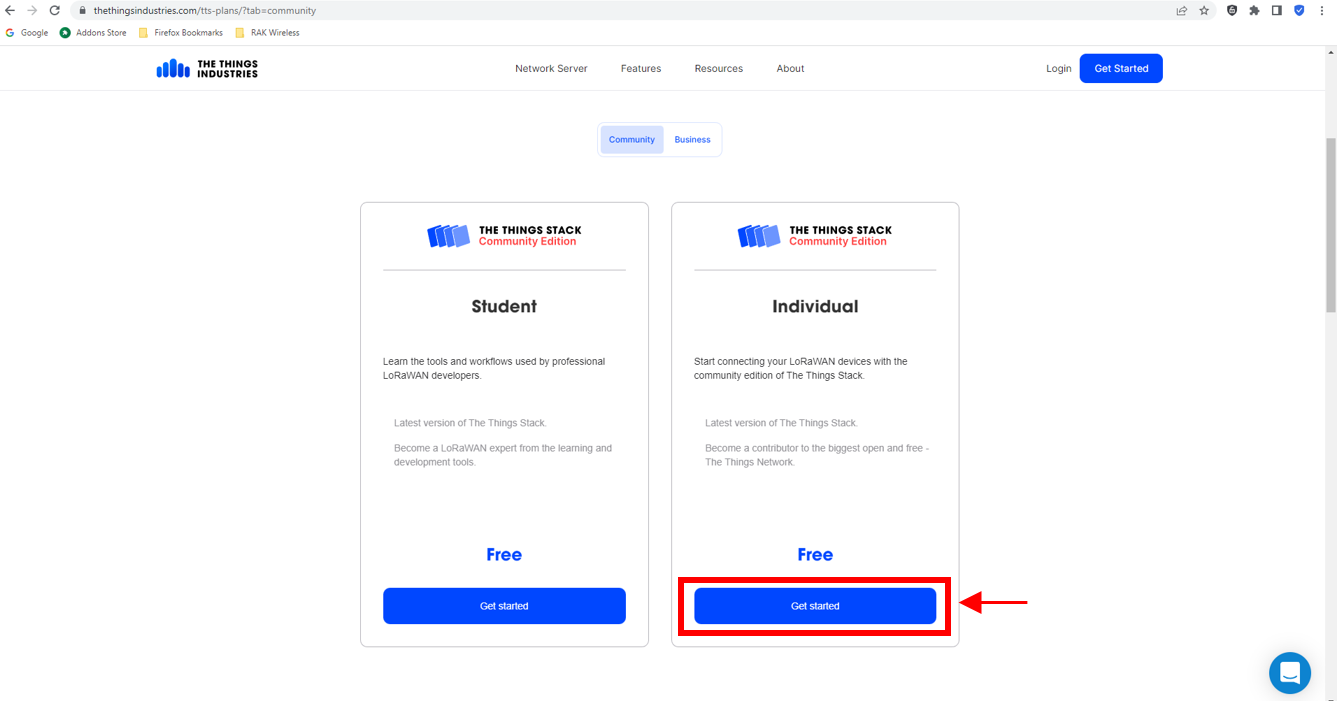 thethingsindustries.com/tts-plans/?tab=community
Google Addons Store Firefox Bookmarks RAK Wireless
THE THINGS
INDUSTRIES
Network Server Features Resources About Login Get Started
Community Business
THE THINGS STACK
Community Edition
Student
Learn the tools and workflows used by professional
LoRaWAN developers.
Latest version of The Things Stack.
Become a LoRaWAN expert from the learning and
development tools.
Free
Get started
THE THINGS STACK
Community Edition
Individual
Start connecting your LoRaWAN devices with the
community edition of The Things Stack.
Latest version of The Things Stack.
Become a contributor to the biggest open and free -
The Things Network.
Free
Get started